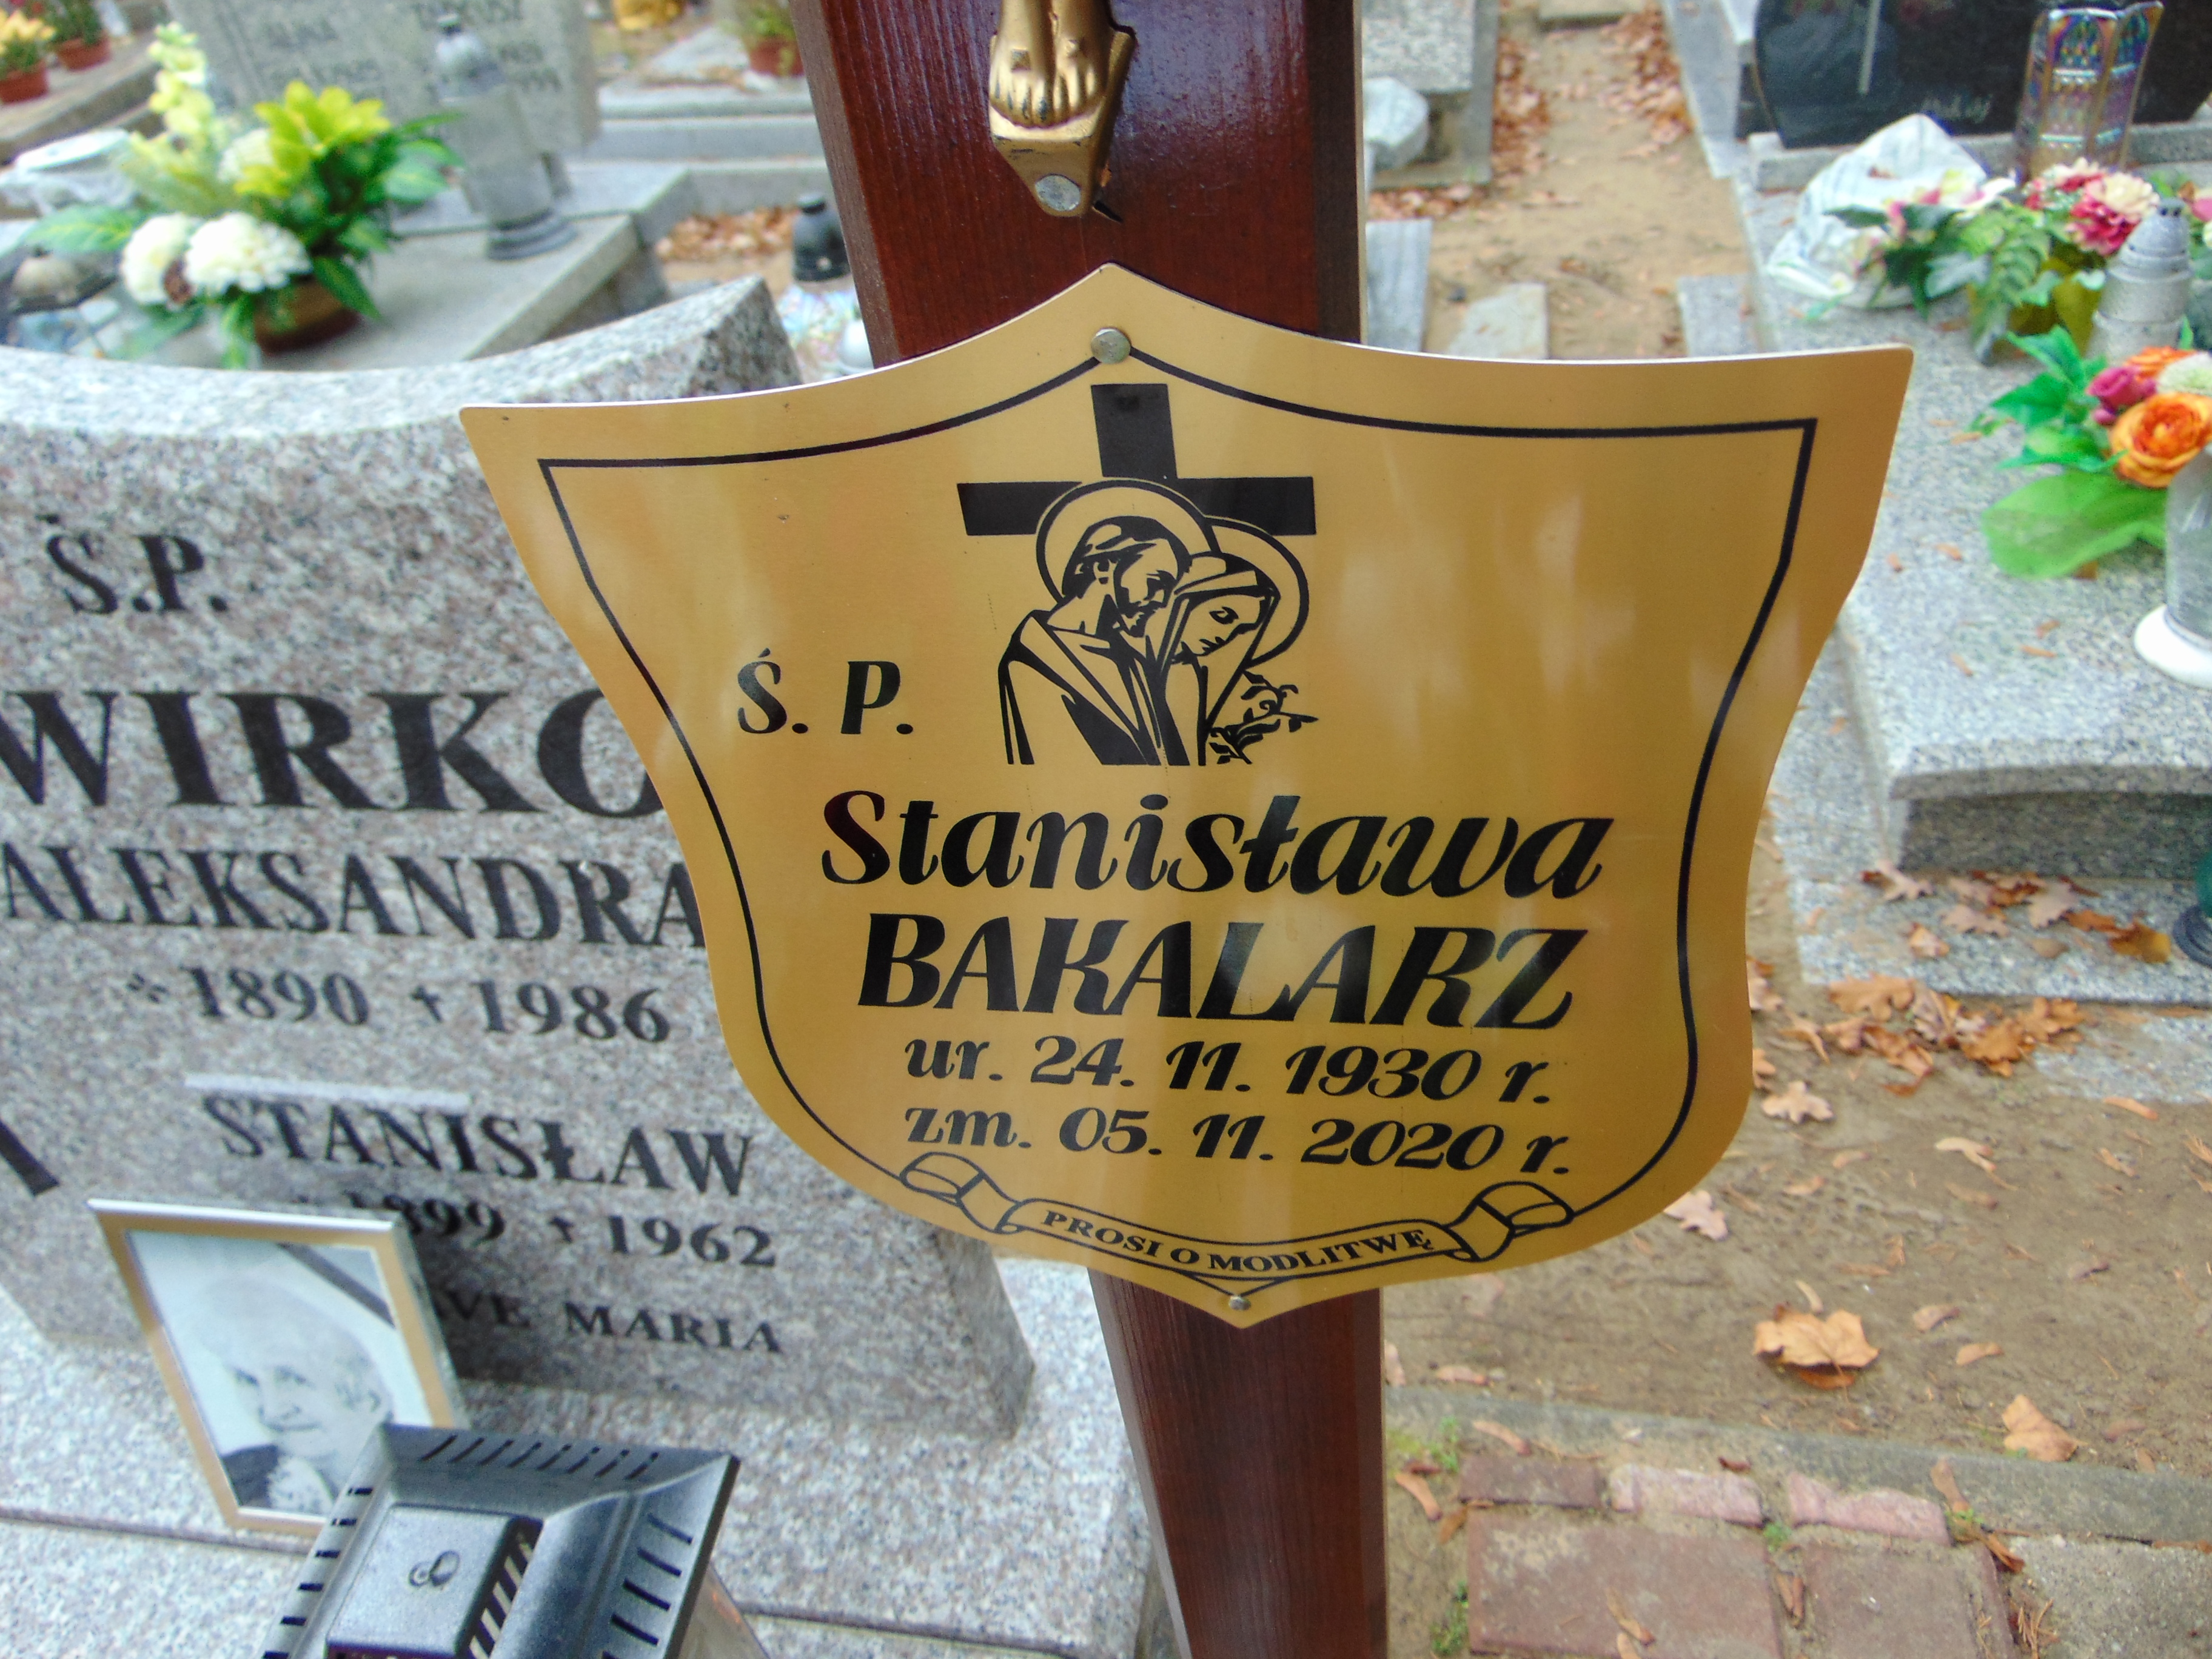 Ś. P.
Stanisława
BAKALARZ
ur. 24. 11. 1930 r.
zm. 05. 11. 2020 r.
PROSI O MODLITWĘ
Ś.P.
WIRKO
ALEKSANDRA
* 1890 † 1986
STANISŁAW
1899 † 1962
AVE MARIA